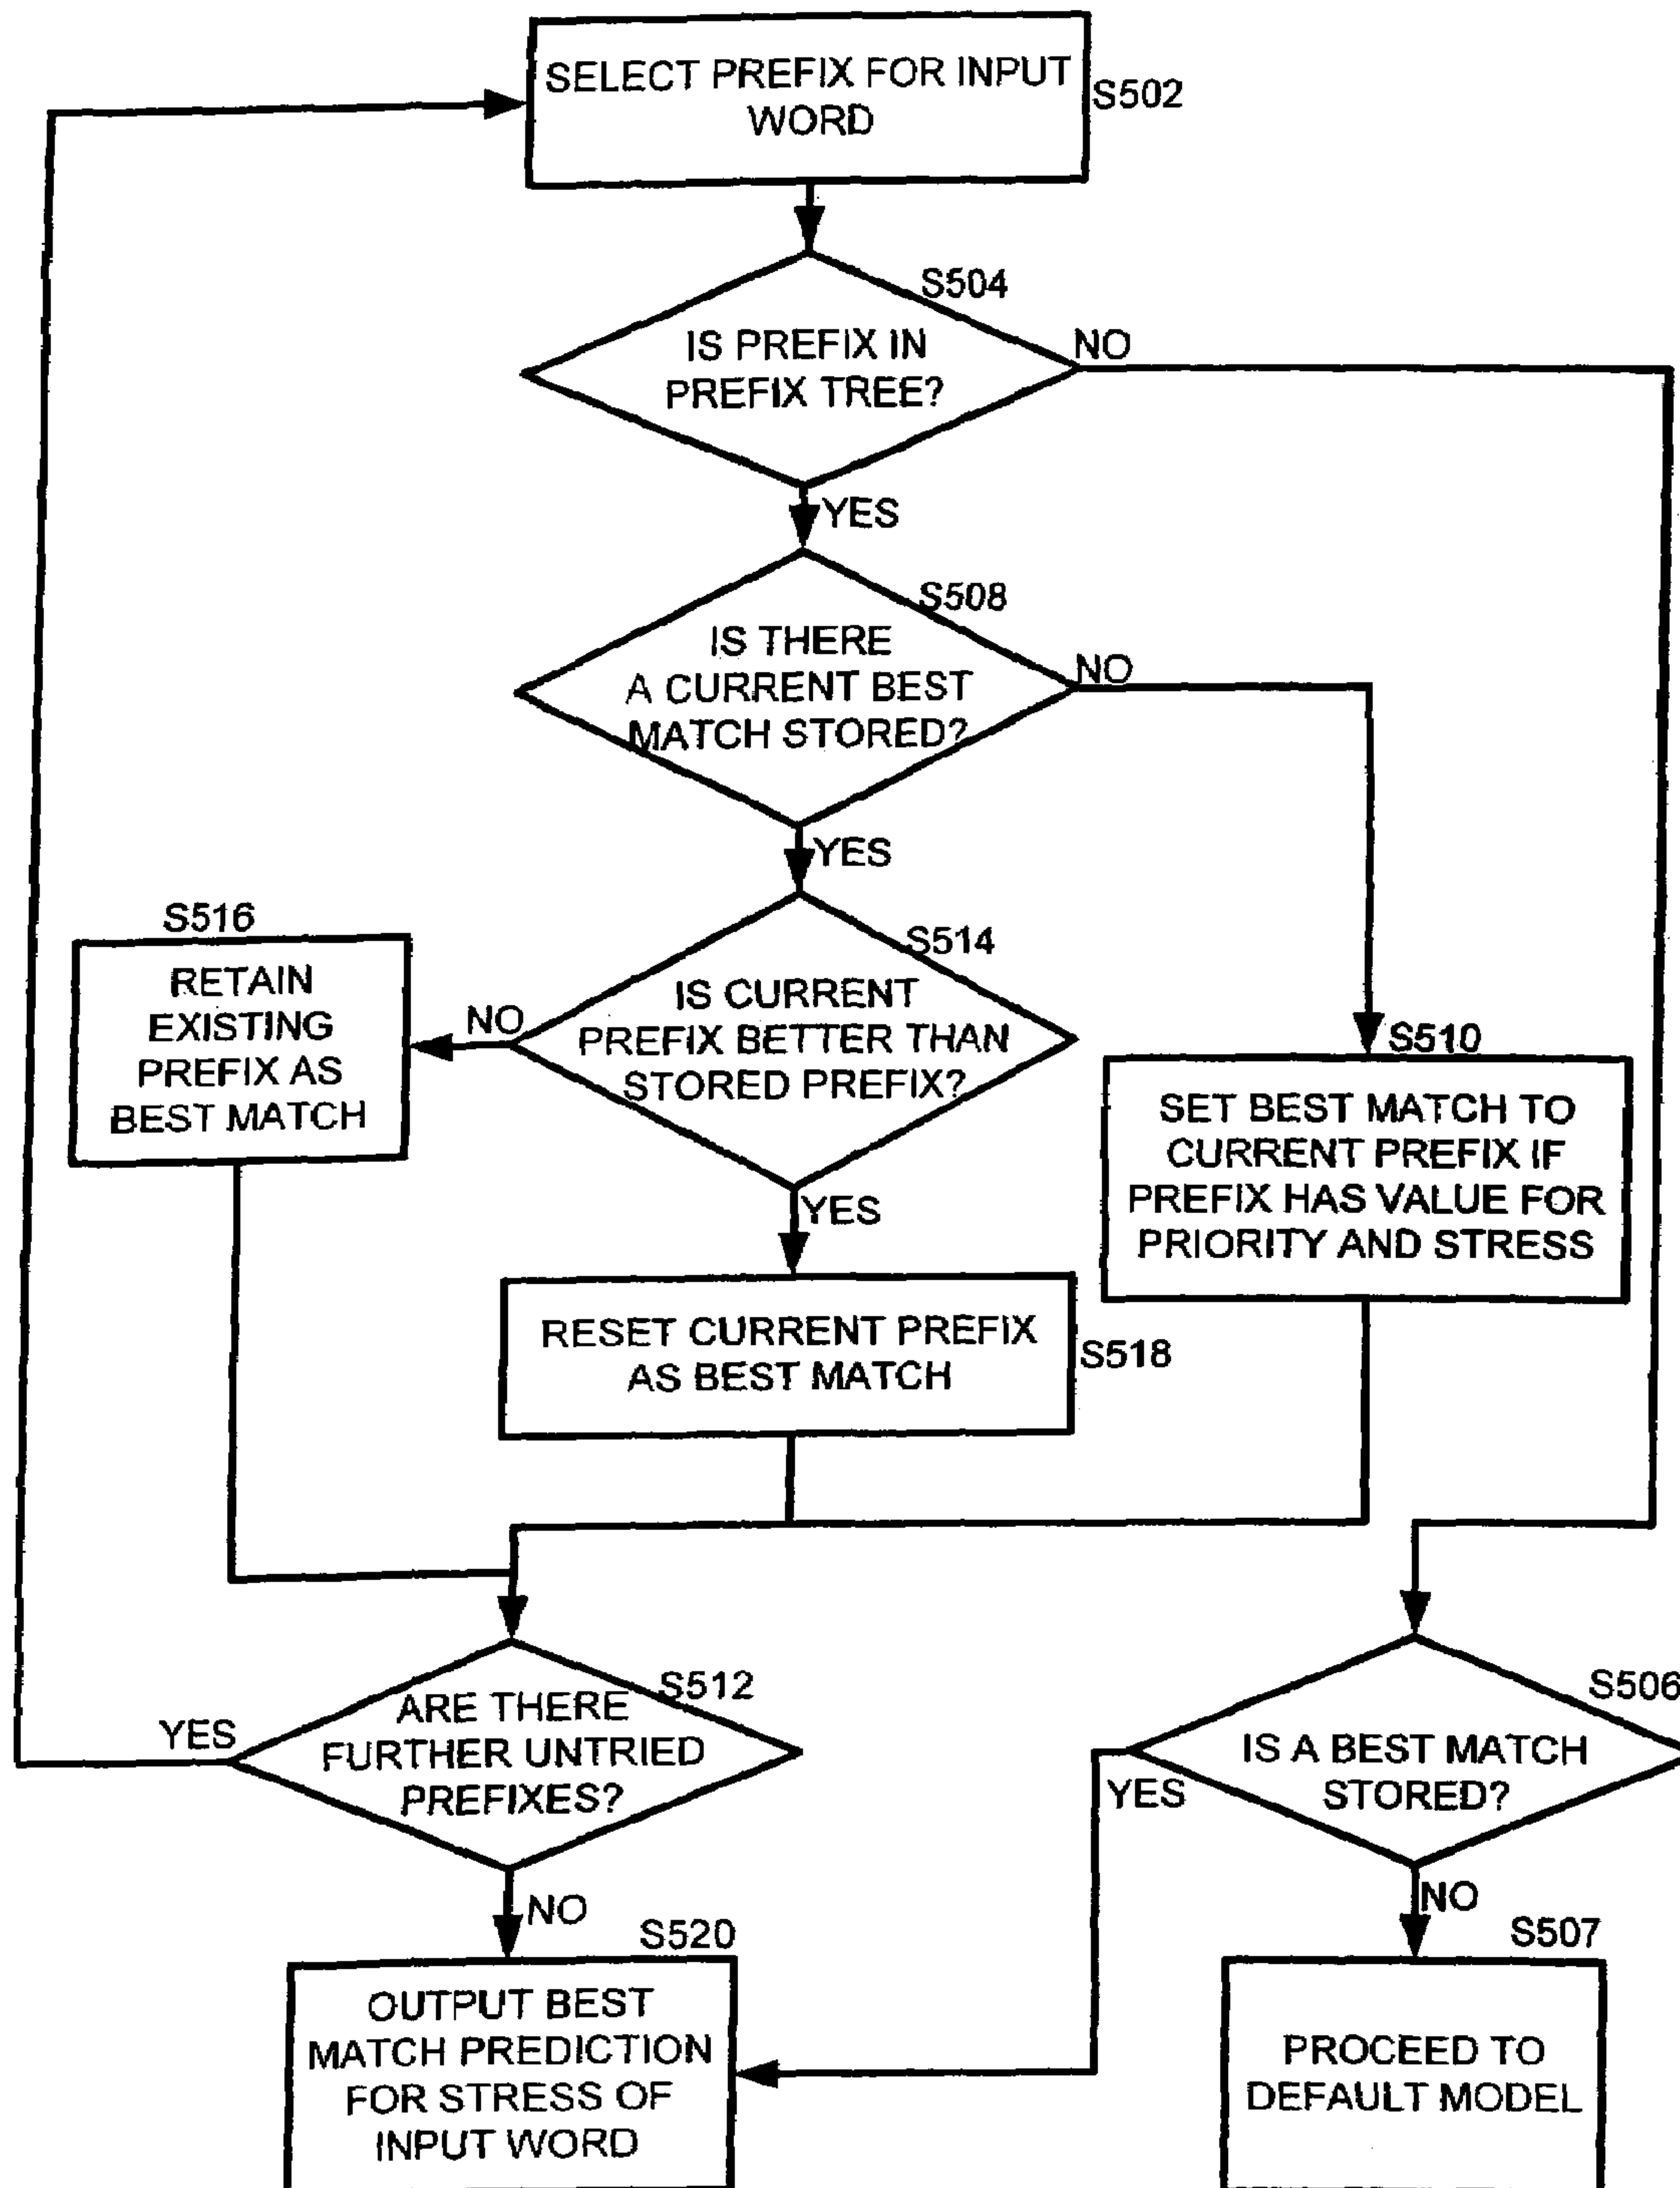 SELECT PREFIX FOR INPUT
WORD
S502
S504
IS PREFIX IN
PREFIX TREE?
NO
YES
S508
IS THERE
A CURRENT BEST
MATCH STORED?
NO
YES
S516
RETAIN
EXISTING
PREFIX AS
BEST MATCH
S514
IS CURRENT
PREFIX BETTER THAN
STORED PREFIX?
NO
YES
S510
SET BEST MATCH TO
CURRENT PREFIX IF
PREFIX HAS VALUE FOR
PRIORITY AND STRESS
RESET CURRENT PREFIX
AS BEST MATCH
S518
S512
ARE THERE
FURTHER UNTRIED
PREFIXES?
YES
NO
S506
IS A BEST MATCH
STORED?
YES
NO
S520
OUTPUT BEST
MATCH PREDICTION
FOR STRESS OF
INPUT WORD
S507
PROCEED TO
DEFAULT MODEL